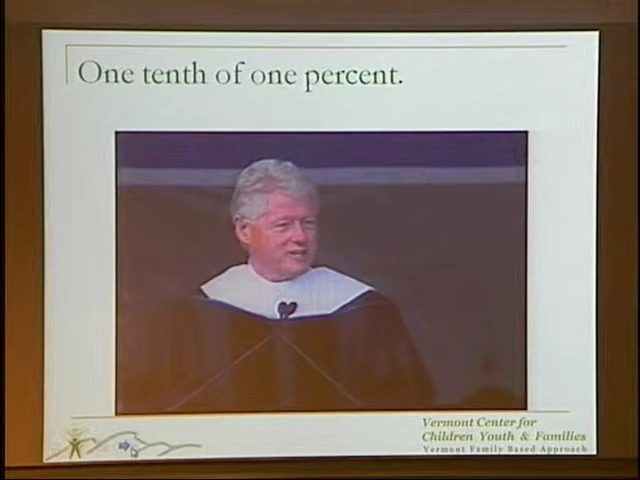 One tenth of one percent.
Vermont Center for
Children Youth & Families
Vermont Family Based Approach